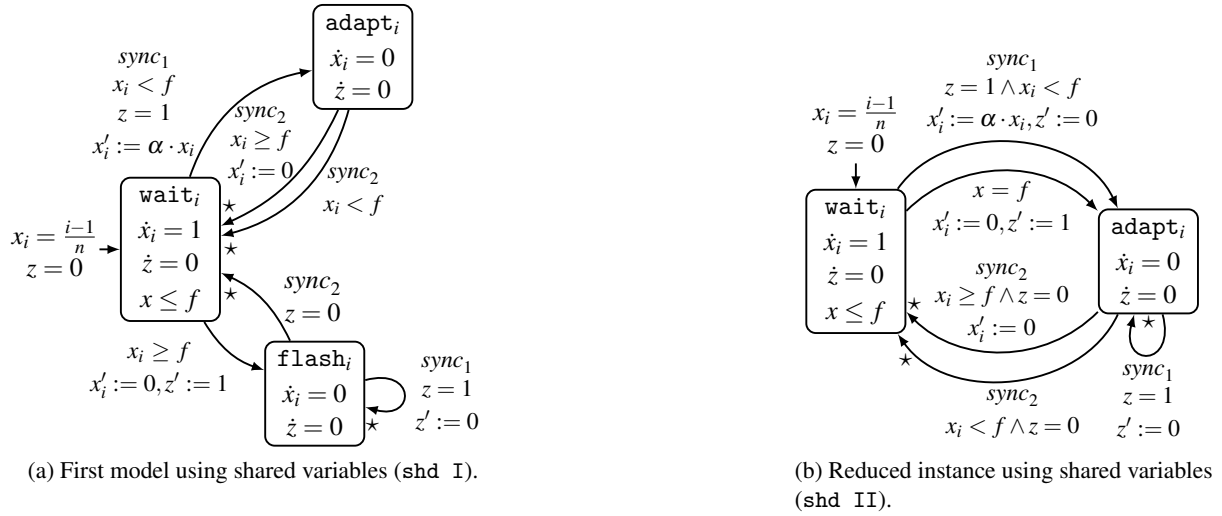 adapt_i
ẋ_i = 0
ż = 0
sync_1
x_i < f
z = 1
x′_i := α · x_i
sync_2
x_i ≥ f
x′_i := 0
sync_2
x_i < f
⋆
⋆
wait_i
ẋ_i = 1
ż = 0
x ≤ f
x_i = (i−1)/n
z = 0
⋆
sync_2
z = 0
x_i ≥ f
x′_i := 0, z′ := 1
flash_i
ẋ_i = 0
ż = 0
⋆
sync_1
z = 1
z′ := 0
(a) First model using shared variables (shd I).
sync_1
z = 1 ∧ x_i < f
x′_i := α · x_i, z′ := 0
x_i = (i−1)/n
z = 0
x = f
x′_i := 0, z′ := 1
wait_i
ẋ_i = 1
ż = 0
x ≤ f
adapt_i
ẋ_i = 0
ż = 0
sync_2
x_i ≥ f ∧ z = 0
x′_i := 0
⋆
⋆
⋆
sync_2
x_i < f ∧ z = 0
sync_1
z = 1
z′ := 0
(b) Reduced instance using shared variables
(shd II).